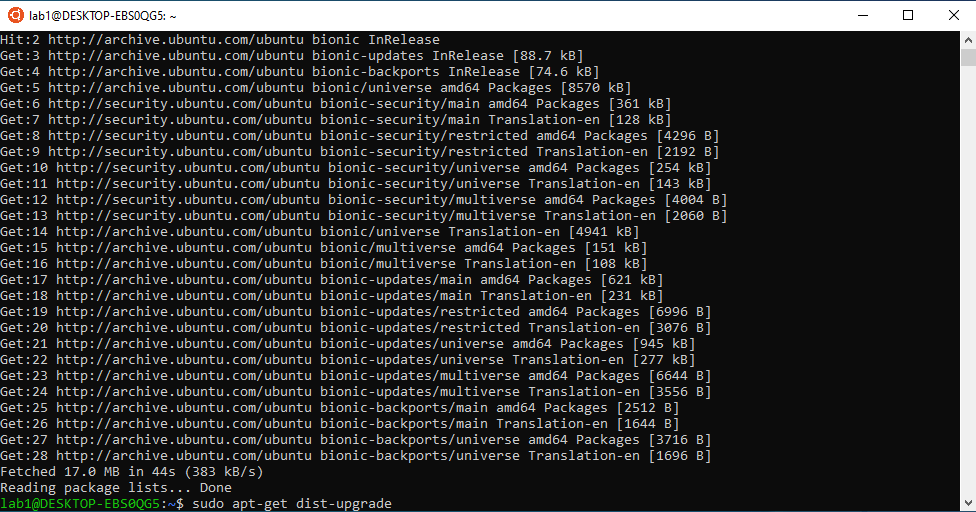 lab1@DESKTOP-EBS0QG5: ~
Hit:2 http://archive.ubuntu.com/ubuntu bionic InRelease
Get:3 http://archive.ubuntu.com/ubuntu bionic-updates InRelease [88.7 kB]
Get:4 http://archive.ubuntu.com/ubuntu bionic-backports InRelease [74.6 kB]
Get:5 http://archive.ubuntu.com/ubuntu bionic/universe amd64 Packages [8570 kB]
Get:6 http://security.ubuntu.com/ubuntu bionic-security/main amd64 Packages [361 kB]
Get:7 http://security.ubuntu.com/ubuntu bionic-security/main Translation-en [128 kB]
Get:8 http://security.ubuntu.com/ubuntu bionic-security/restricted amd64 Packages [4296 B]
Get:9 http://security.ubuntu.com/ubuntu bionic-security/restricted Translation-en [2192 B]
Get:10 http://security.ubuntu.com/ubuntu bionic-security/universe amd64 Packages [254 kB]
Get:11 http://security.ubuntu.com/ubuntu bionic-security/universe Translation-en [143 kB]
Get:12 http://security.ubuntu.com/ubuntu bionic-security/multiverse amd64 Packages [4004 B]
Get:13 http://security.ubuntu.com/ubuntu bionic-security/multiverse Translation-en [2060 B]
Get:14 http://archive.ubuntu.com/ubuntu bionic/universe Translation-en [4941 kB]
Get:15 http://archive.ubuntu.com/ubuntu bionic/multiverse amd64 Packages [151 kB]
Get:16 http://archive.ubuntu.com/ubuntu bionic/multiverse Translation-en [108 kB]
Get:17 http://archive.ubuntu.com/ubuntu bionic-updates/main amd64 Packages [621 kB]
Get:18 http://archive.ubuntu.com/ubuntu bionic-updates/main Translation-en [231 kB]
Get:19 http://archive.ubuntu.com/ubuntu bionic-updates/restricted amd64 Packages [6996 B]
Get:20 http://archive.ubuntu.com/ubuntu bionic-updates/restricted Translation-en [3076 B]
Get:21 http://archive.ubuntu.com/ubuntu bionic-updates/universe amd64 Packages [945 kB]
Get:22 http://archive.ubuntu.com/ubuntu bionic-updates/universe Translation-en [277 kB]
Get:23 http://archive.ubuntu.com/ubuntu bionic-updates/multiverse amd64 Packages [6644 B]
Get:24 http://archive.ubuntu.com/ubuntu bionic-updates/multiverse Translation-en [3556 B]
Get:25 http://archive.ubuntu.com/ubuntu bionic-backports/main amd64 Packages [2512 B]
Get:26 http://archive.ubuntu.com/ubuntu bionic-backports/main Translation-en [1644 B]
Get:27 http://archive.ubuntu.com/ubuntu bionic-backports/universe amd64 Packages [3716 B]
Get:28 http://archive.ubuntu.com/ubuntu bionic-backports/universe Translation-en [1696 B]
Fetched 17.0 MB in 44s (383 kB/s)
Reading package lists... Done
lab1@DESKTOP-EBS0QG5:~$ sudo apt-get dist-upgrade